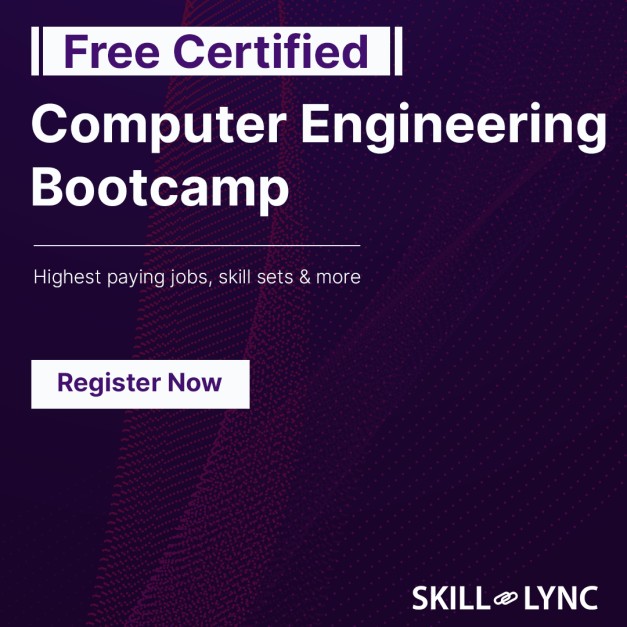 Free Certified
Computer Engineering
Bootcamp
Highest paying jobs, skill sets & more
Register Now
SKILL LYNC